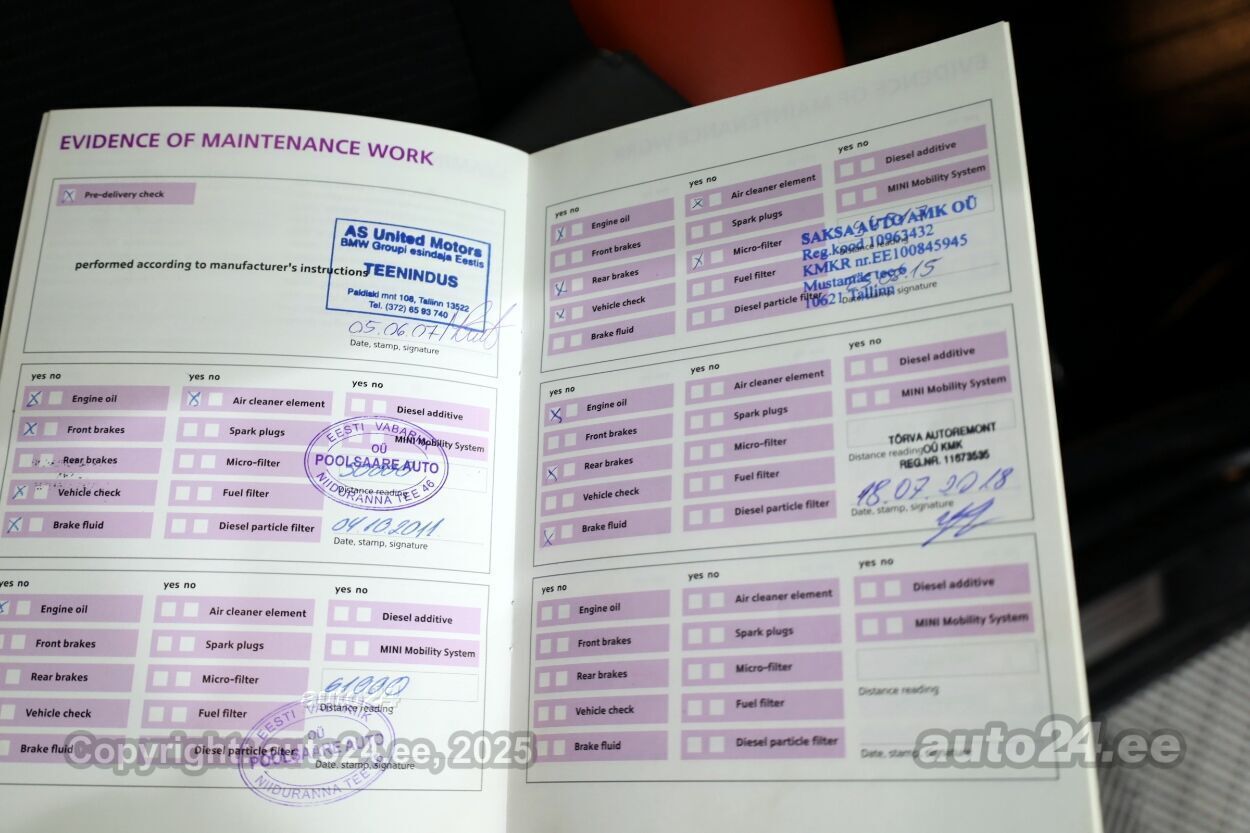 EVIDENCE OF MAINTENANCE WORK
Pre-delivery check
performed according to manufacturer's instructions
AS United Motors
BMW Groupi esindaja Eestis
TEENINDUS
Paldiski mnt 108, Tallinn 13522
Tel. (372) 65 93 740
05.06.07
Date, stamp, signature
yes no
Engine oil
Front brakes
Rear brakes
Vehicle check
Brake fluid
yes no
Air cleaner element
Spark plugs
Micro-filter
Fuel filter
Diesel particle filter
yes no
Diesel additive
MINI Mobility System
EESTI VABARIIK
OÜ
POOLSAARE AUTO
NIIDURANNA TEE 46
Distance reading
04.10.2011
Date, stamp, signature
yes no
Engine oil
Front brakes
Rear brakes
Vehicle check
Brake fluid
yes no
Air cleaner element
Spark plugs
Micro-filter
Fuel filter
Diesel particle filter
yes no
Diesel additive
MINI Mobility System
61000
Distance reading
EESTI VABARIIK
OÜ
POOLSAARE AUTO
NIIDURANNA TEE
Date, stamp, signature
yes no
Engine oil
Front brakes
Rear brakes
Vehicle check
Brake fluid
yes no
Air cleaner element
Spark plugs
Micro-filter
Fuel filter
Diesel particle filter
yes no
Diesel additive
MINI Mobility System
SAKSA AUTO AMK OÜ
Reg.kood 10963432
KMKR nr.EE100845945
Mustamäe tee 6
10621 Tallinn
Distance reading
Date, stamp, signature
yes no
Engine oil
Front brakes
Rear brakes
Vehicle check
Brake fluid
yes no
Air cleaner element
Spark plugs
Micro-filter
Fuel filter
Diesel particle filter
yes no
Diesel additive
MINI Mobility System
TÕRVA AUTOREMONT
OÜ KMK
REG.NR. 11673535
Distance reading
18.07.2018
Date, stamp, signature
yes no
Engine oil
Front brakes
Rear brakes
Vehicle check
Brake fluid
yes no
Air cleaner element
Spark plugs
Micro-filter
Fuel filter
Diesel particle filter
yes no
Diesel additive
MINI Mobility System
Distance reading
Date, stamp, signature
Copyright auto24.ee, 2025
auto24.ee